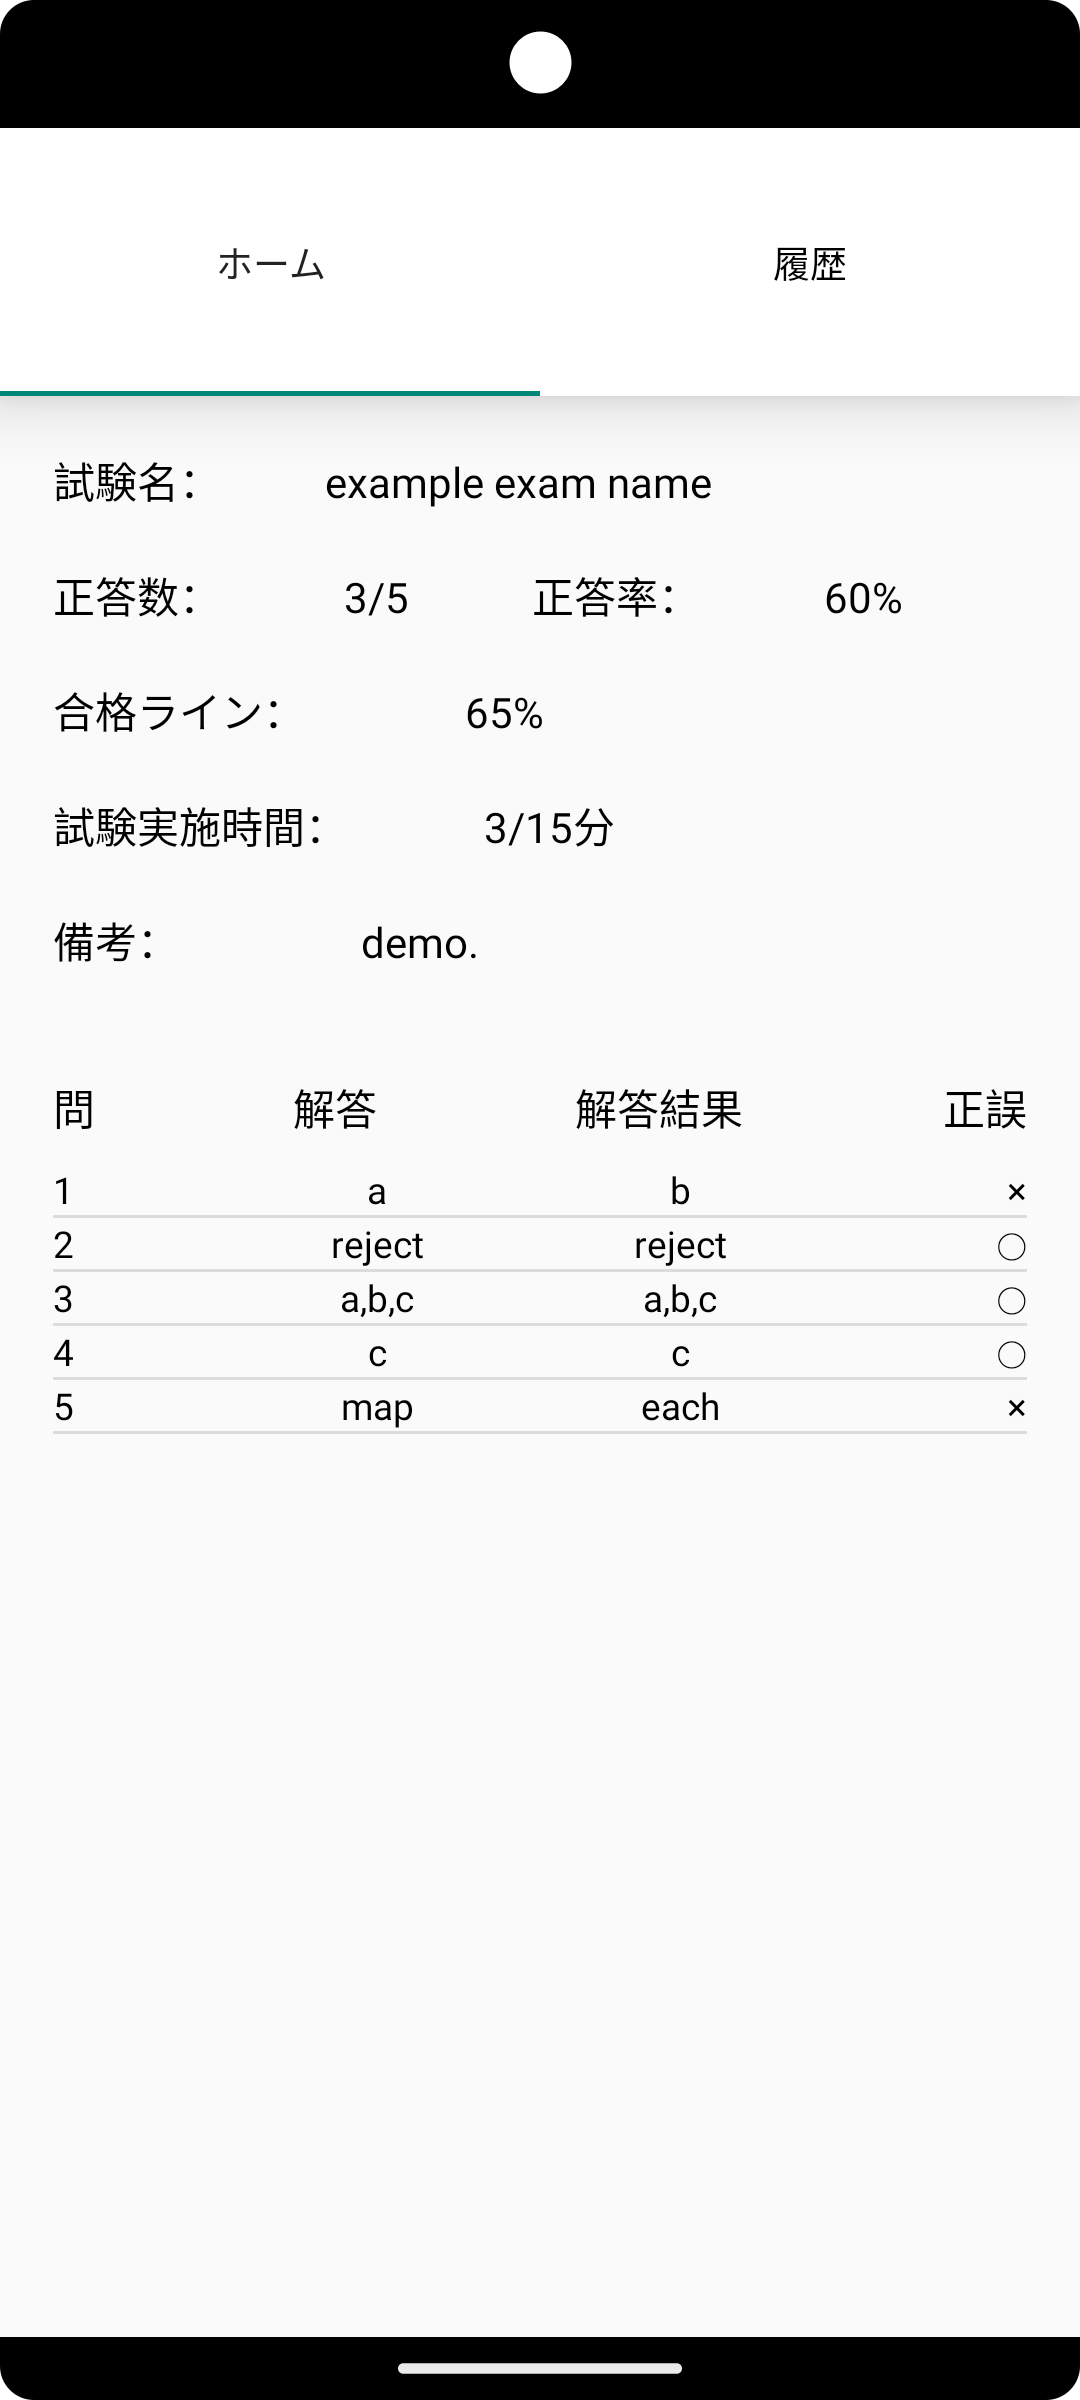 ホーム 履歴
試験名： example exam name
正答数： 3/5 正答率： 60%
合格ライン： 65%
試験実施時間： 3/15分
備考： demo.
問 解答 解答結果 正誤
1 a b ×
2 reject reject ○
3 a,b,c a,b,c ○
4 c c ○
5 map each ×